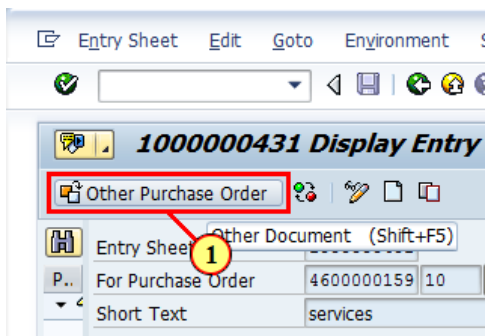 Entry Sheet Edit Goto Environment
1000000431 Display Entry
Other Purchase Order
Other Document (Shift+F5)
Entry Sheet
1
P.. For Purchase Order 4600000159 10
Short Text services